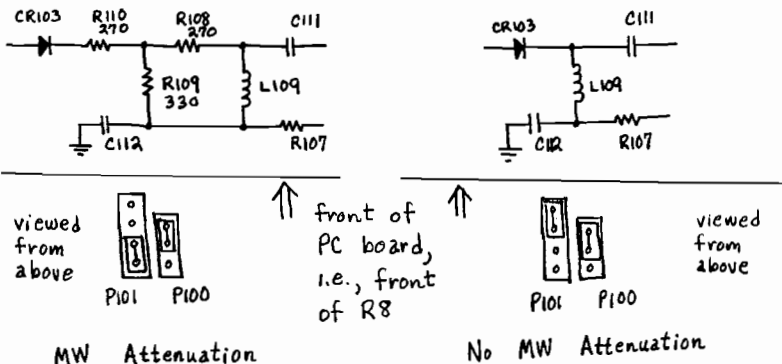 CR103 R110 270 R108 270 C111
R109 330 L109
C112 R107
CR103 C111
L109
C112 R107
viewed from above
P101 P100
MW Attenuation
front of
PC board,
i.e., front
of R8
P101 P100
viewed from above
No MW Attenuation